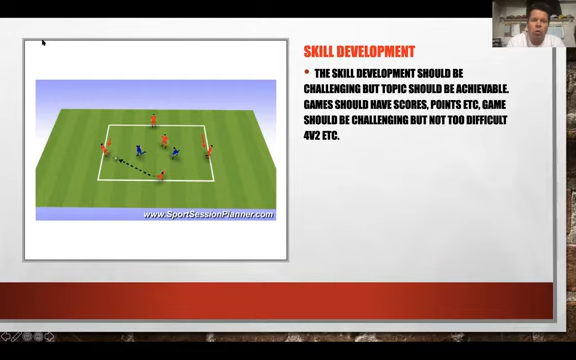 SKILL DEVELOPMENT
• THE SKILL DEVELOPMENT SHOULD BE
CHALLENGING BUT TOPIC SHOULD BE ACHIEVABLE.
GAMES SHOULD HAVE SCORES, POINTS ETC, GAME
SHOULD BE CHALLENGING BUT NOT TOO DIFFICULT
4V2 ETC.
www.SportSessionPlanner.com